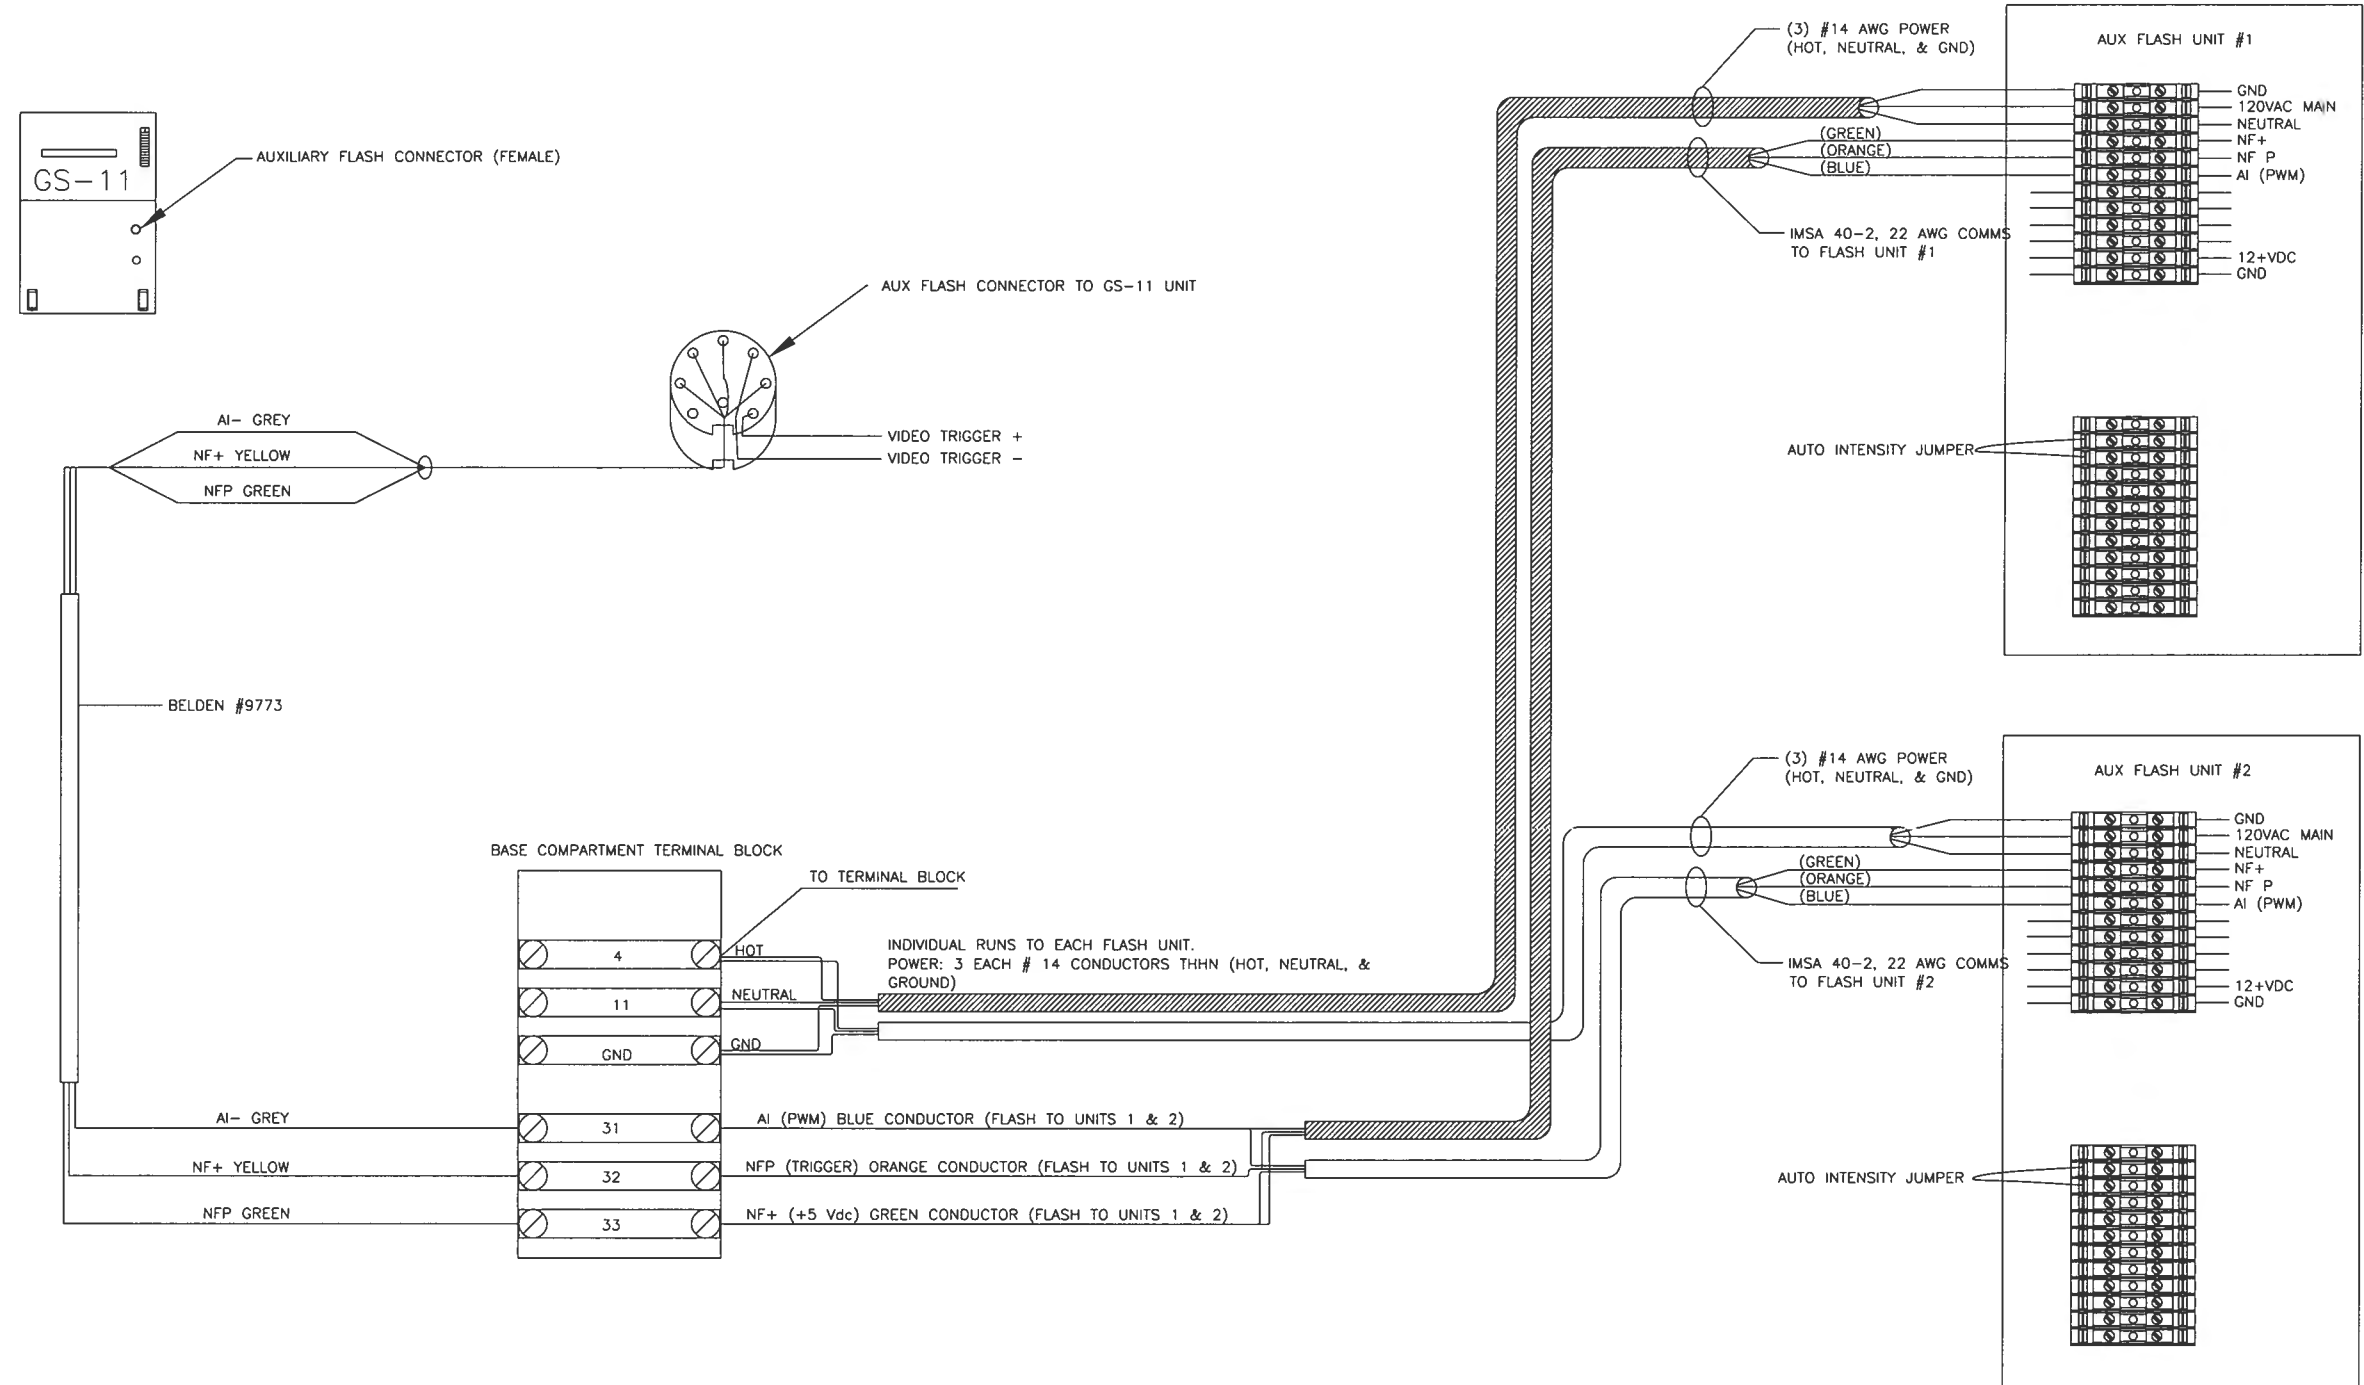 (3) #14 AWG POWER
(HOT, NEUTRAL, & GND)
AUX FLASH UNIT #1
GND
120VAC MAIN
NEUTRAL
NF+
NF P
AI (PWM)
12+VDC
GND
(GREEN)
(ORANGE)
(BLUE)
IMSA 40-2, 22 AWG COMMS
TO FLASH UNIT #1
AUTO INTENSITY JUMPER
GS-11
AUXILIARY FLASH CONNECTOR (FEMALE)
AUX FLASH CONNECTOR TO GS-11 UNIT
VIDEO TRIGGER +
VIDEO TRIGGER -
AI- GREY
NF+ YELLOW
NFP GREEN
BELDEN #9773
BASE COMPARTMENT TERMINAL BLOCK
TO TERMINAL BLOCK
4
HOT
11
NEUTRAL
GND
GND
INDIVIDUAL RUNS TO EACH FLASH UNIT.
POWER: 3 EACH # 14 CONDUCTORS THHN (HOT, NEUTRAL, &
GROUND)
AI- GREY
31
AI (PWM) BLUE CONDUCTOR (FLASH TO UNITS 1 & 2)
NF+ YELLOW
32
NFP (TRIGGER) ORANGE CONDUCTOR (FLASH TO UNITS 1 & 2)
NFP GREEN
33
NF+ (+5 Vdc) GREEN CONDUCTOR (FLASH TO UNITS 1 & 2)
(3) #14 AWG POWER
(HOT, NEUTRAL, & GND)
AUX FLASH UNIT #2
GND
120VAC MAIN
NEUTRAL
NF+
NF P
AI (PWM)
12+VDC
GND
(GREEN)
(ORANGE)
(BLUE)
IMSA 40-2, 22 AWG COMMS
TO FLASH UNIT #2
AUTO INTENSITY JUMPER